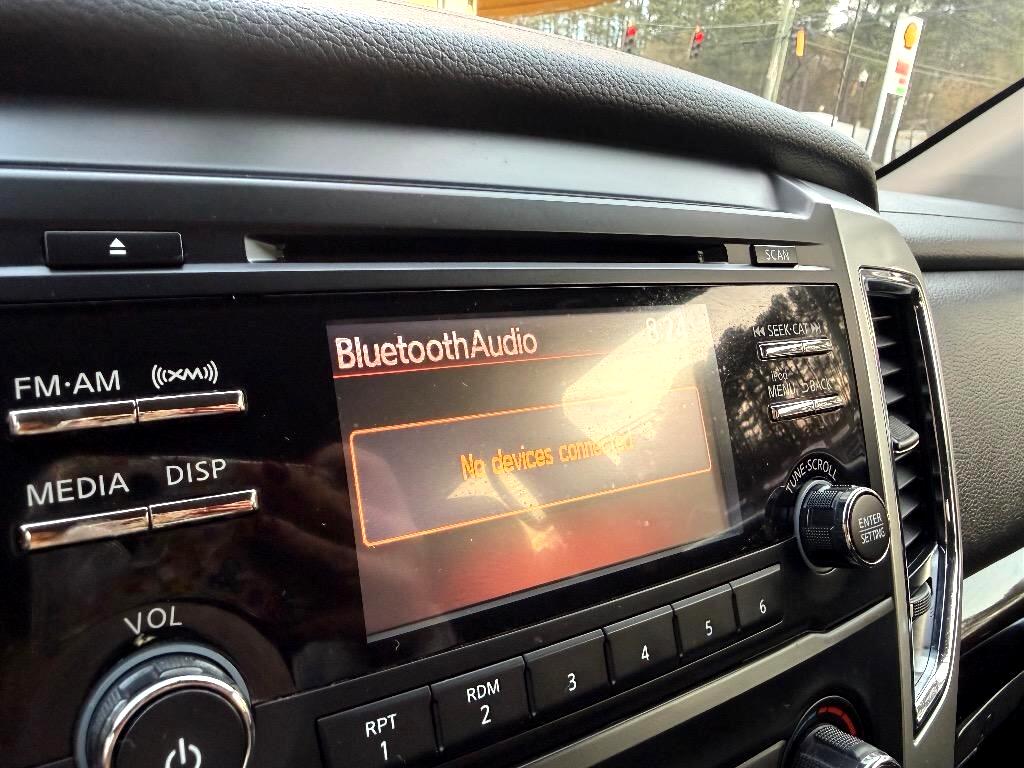 SCAN
BluetoothAudio
SEEK·CAT
FM·AM
((XM))
iPod
MENU BACK
No devices connected
MEDIA
DISP
TUNE·SCROLL
ENTER
SETTING
VOL
RPT
1
RDM
2
3
4
5
6